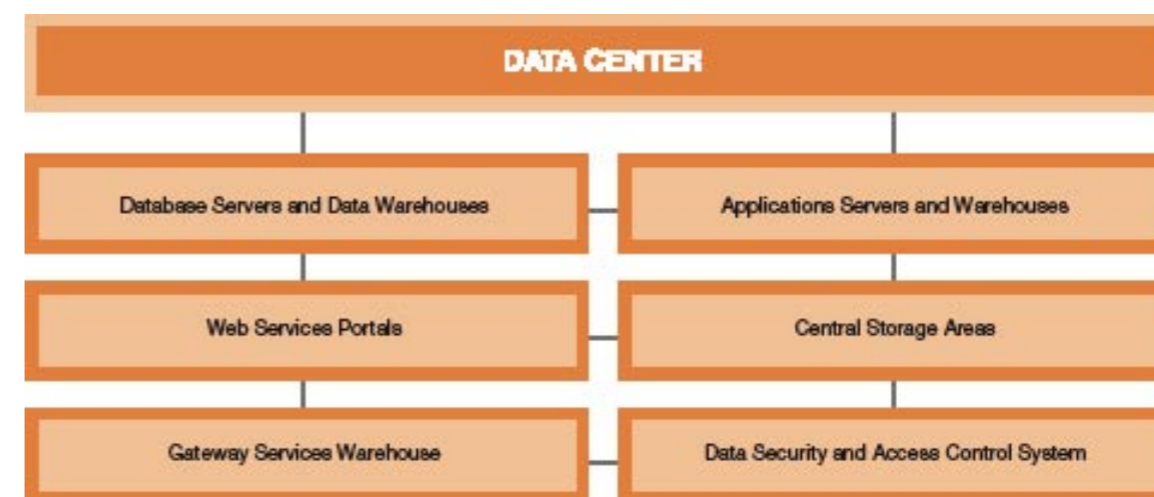 DATA CENTER
Database Servers and Data Warehouses
Applications Servers and Warehouses
Web Services Portals
Central Storage Areas
Gateway Services Warehouse
Data Security and Access Control System